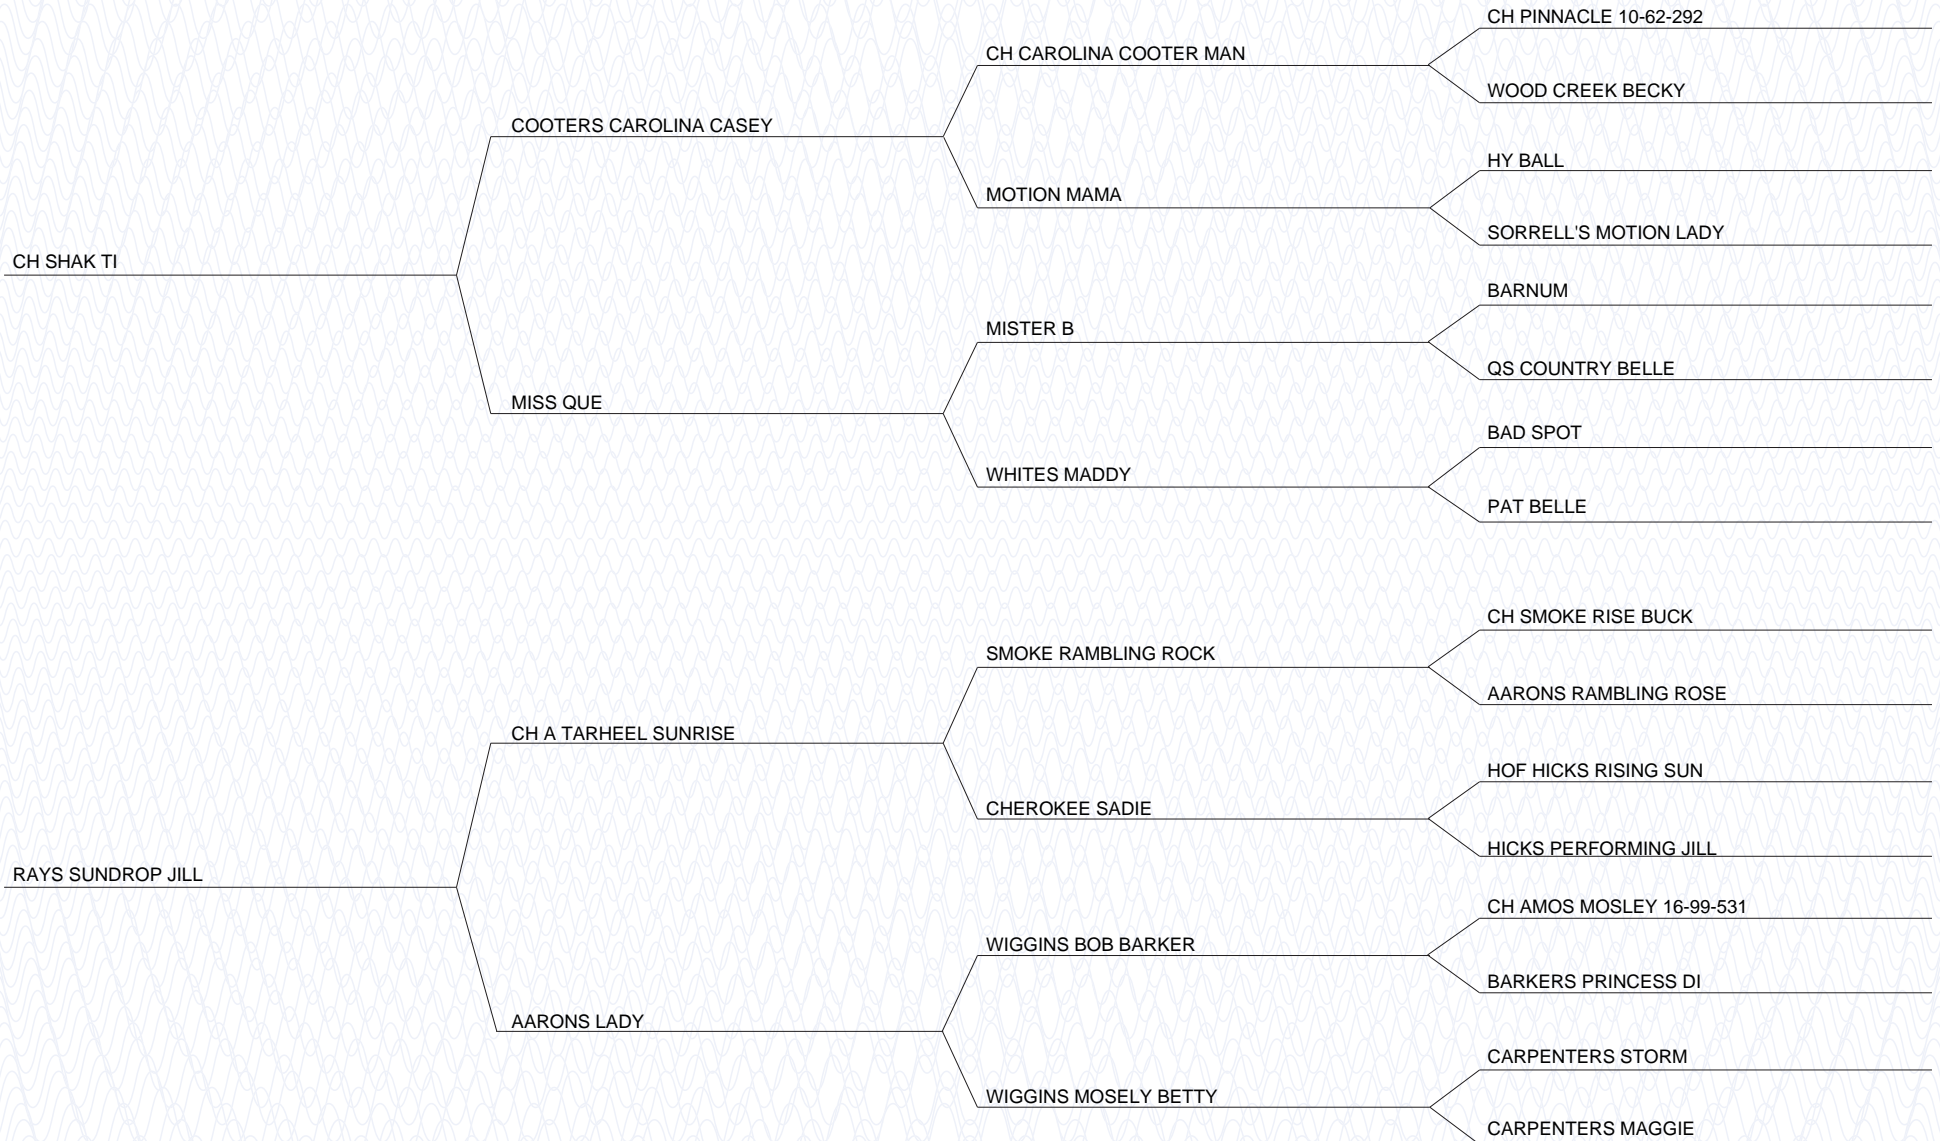 CH PINNACLE 10-62-292
CH CAROLINA COOTER MAN
WOOD CREEK BECKY
COOTERS CAROLINA CASEY
HY BALL
MOTION MAMA
SORRELL'S MOTION LADY
CH SHAK TI
BARNUM
MISTER B
QS COUNTRY BELLE
MISS QUE
BAD SPOT
WHITES MADDY
PAT BELLE
CH SMOKE RISE BUCK
SMOKE RAMBLING ROCK
AARONS RAMBLING ROSE
CH A TARHEEL SUNRISE
HOF HICKS RISING SUN
CHEROKEE SADIE
HICKS PERFORMING JILL
RAYS SUNDROP JILL
CH AMOS MOSLEY 16-99-531
WIGGINS BOB BARKER
BARKERS PRINCESS DI
AARONS LADY
CARPENTERS STORM
WIGGINS MOSELY BETTY
CARPENTERS MAGGIE